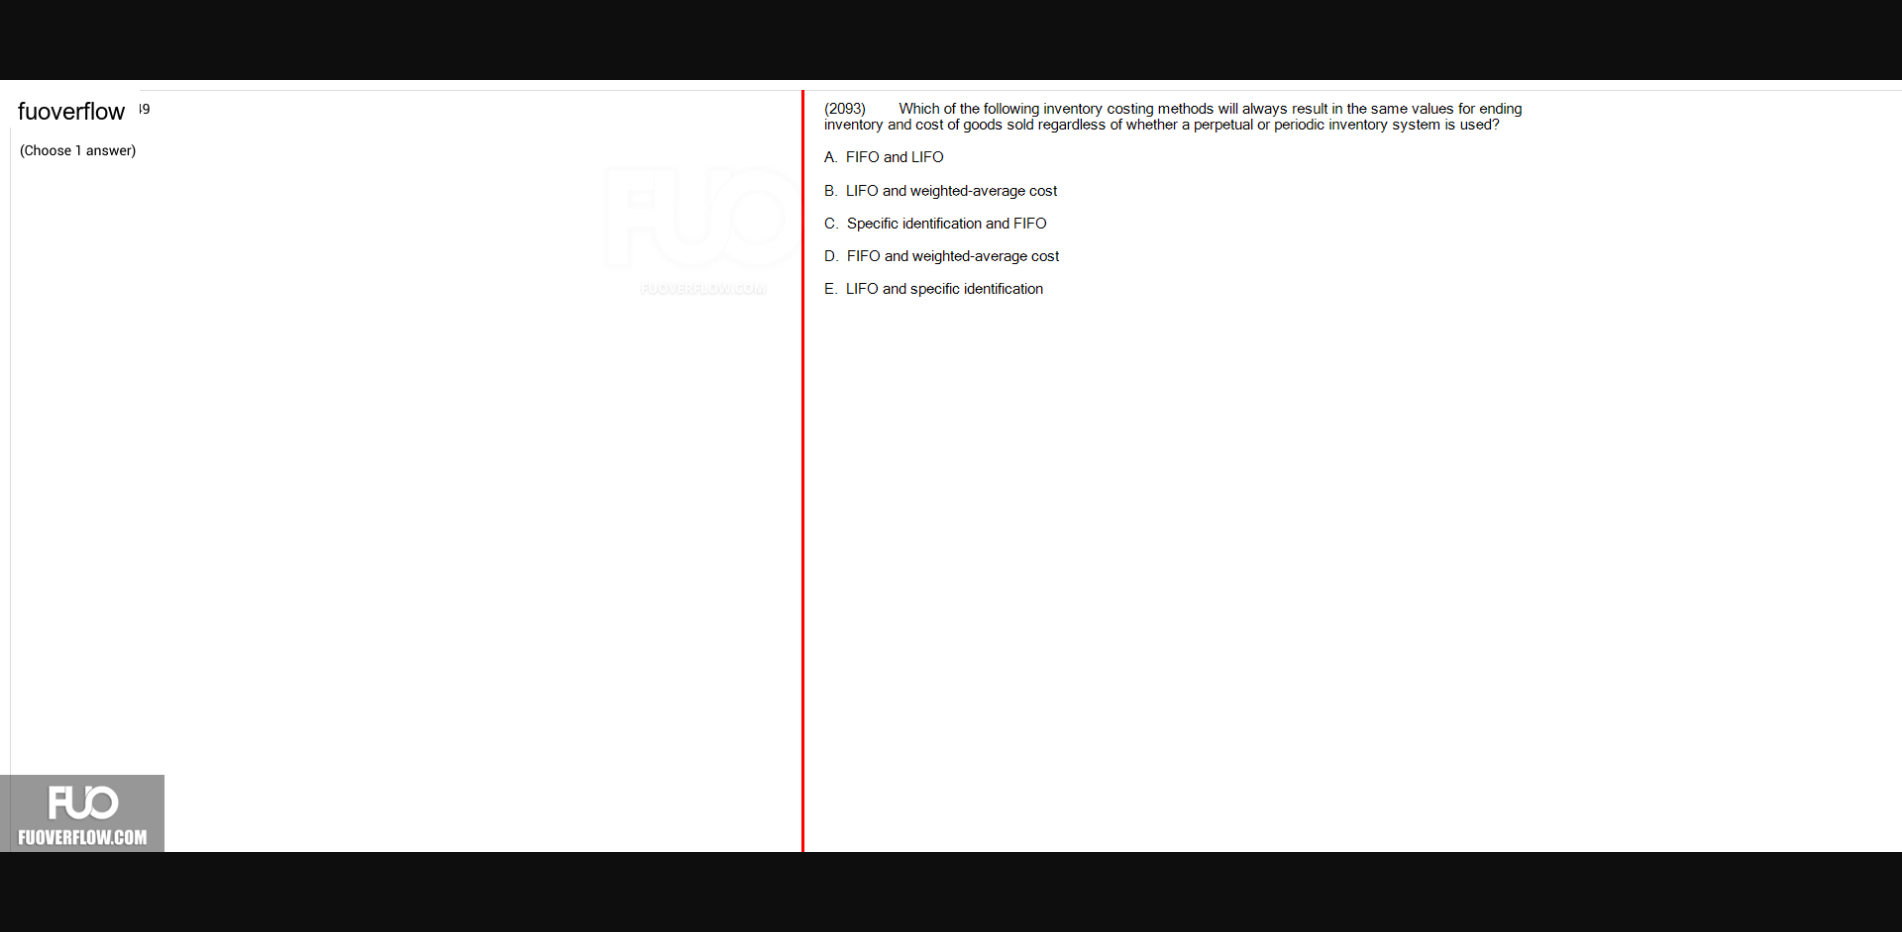 fuoverflow 49
(Choose 1 answer)
FUO
FUOVERFLOW.COM
(2093) Which of the following inventory costing methods will always result in the same values for ending
inventory and cost of goods sold regardless of whether a perpetual or periodic inventory system is used?
A. FIFO and LIFO
B. LIFO and weighted-average cost
C. Specific identification and FIFO
D. FIFO and weighted-average cost
E. LIFO and specific identification
FUO
FUOVERFLOW.COM